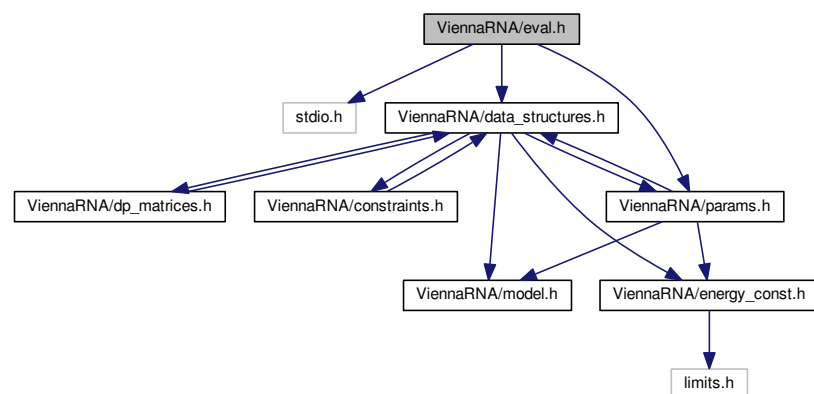 ViennaRNA/eval.h
stdio.h
ViennaRNA/data_structures.h
ViennaRNA/dp_matrices.h
ViennaRNA/constraints.h
ViennaRNA/params.h
ViennaRNA/model.h
ViennaRNA/energy_const.h
limits.h